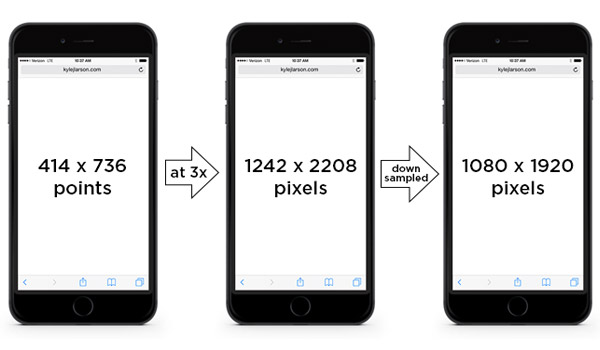 Verizon LTE 10:37 AM
kylejlarson.com
414 x 736
points
at 3x
Verizon LTE 10:37 AM
kylejlarson.com
1242 x 2208
pixels
down
sampled
Verizon LTE 10:37 AM
kylejlarson.com
1080 x 1920
pixels